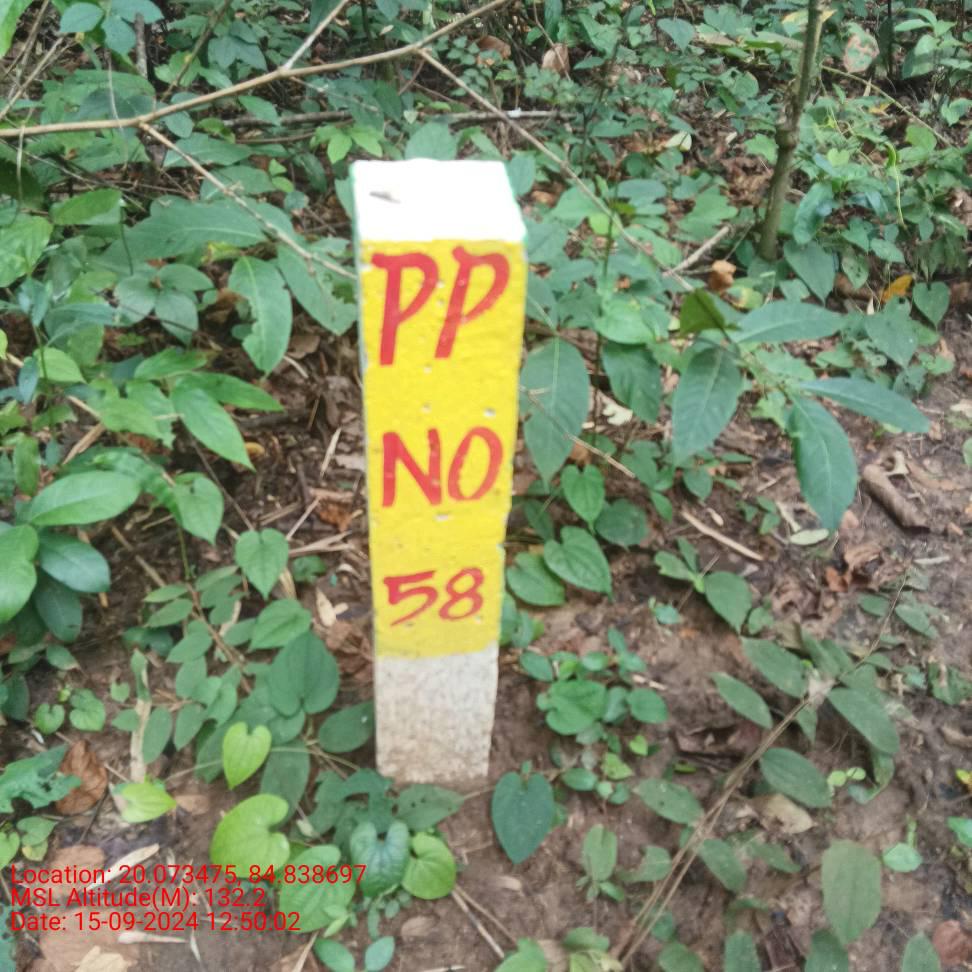 PP
NO
58
Location: 20.073475, 84.838697
MSL Altitude(M): 132.2
Date: 15-09-2024 12:50:02